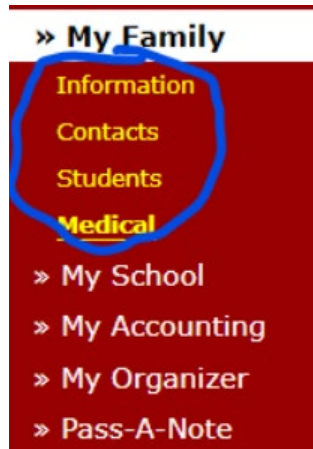 » My Family
Information
Contacts
Students
Medical
» My School
» My Accounting
» My Organizer
» Pass-A-Note